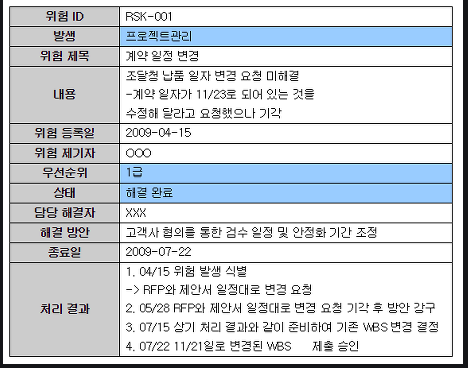 위험 ID RSK-001
발생 프로젝트관리
위험 제목 계약 일정 변경
내용 조달청 납품 일자 변경 요청 미해결
-계약 일자가 11/23로 되어 있는 것을
수정해 달라고 요청했으나 기각
위험 등록일 2009-04-15
위험 제기자 OOO
우선순위 1급
상태 해결 완료
담당 해결자 XXX
해결 방안 고객사 협의를 통한 검수 일정 및 안정화 기간 조정
종료일 2009-07-22
처리 결과 1. 04/15 위험 발생 식별
-> RFP와 제안서 일정대로 변경 요청
2. 05/28 RFP와 제안서 일정대로 변경 요청 기각 후 방안 강구
3. 07/15 상기 처리 결과와 같이 준비하여 기존 WBS 변경 결정
4. 07/22 11/21일로 변경된 WBS 제출 승인